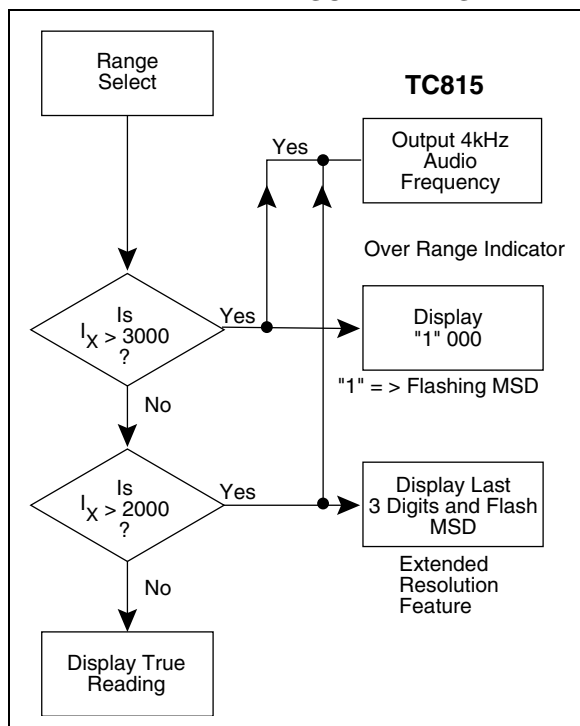 Range
Select
TC815
Yes
Output 4kHz
Audio
Frequency
Over Range Indicator
Is
IX > 3000
?
Yes
Display
"1" 000
"1" = > Flashing MSD
No
Is
IX > 2000
?
Yes
Display Last
3 Digits and Flash
MSD
Extended
Resolution
Feature
No
Display True
Reading